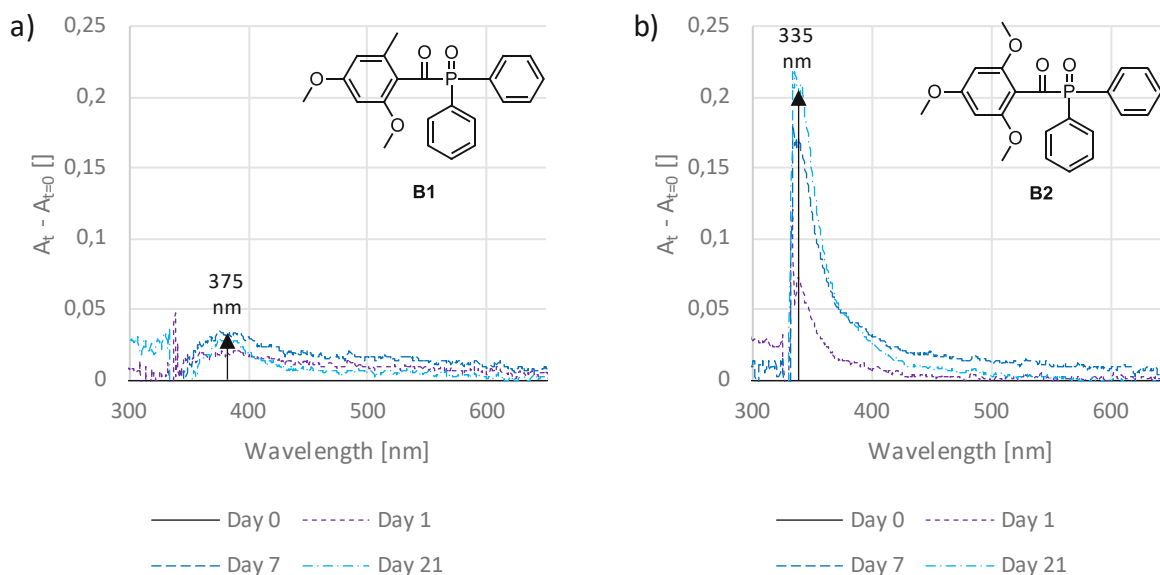 a)
0,25
0,2
0,15
0,1
0,05
0
A_t - A_t=0 []
375
nm
O
O
O
P
O
B1
300
400
500
600
Wavelength [nm]
Day 0
Day 1
Day 7
Day 21
b)
0,25
0,2
0,15
0,1
0,05
0
A_t - A_t=0 []
335
nm
O
O
O
O
P
O
B2
300
400
500
600
Wavelength [nm]
Day 0
Day 1
Day 7
Day 21